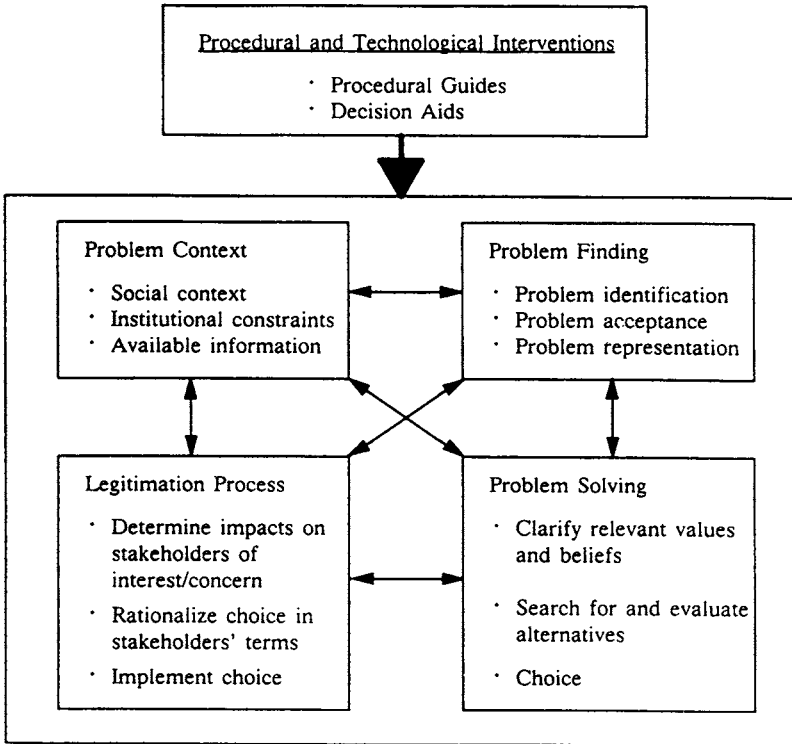 Procedural and Technological Interventions
· Procedural Guides
· Decision Aids
Problem Context
· Social context
· Institutional constraints
· Available information
Problem Finding
· Problem identification
· Problem acceptance
· Problem representation
Legitimation Process
· Determine impacts on
stakeholders of
interest/concern
· Rationalize choice in
stakeholders' terms
· Implement choice
Problem Solving
· Clarify relevant values
and beliefs
· Search for and evaluate
alternatives
· Choice